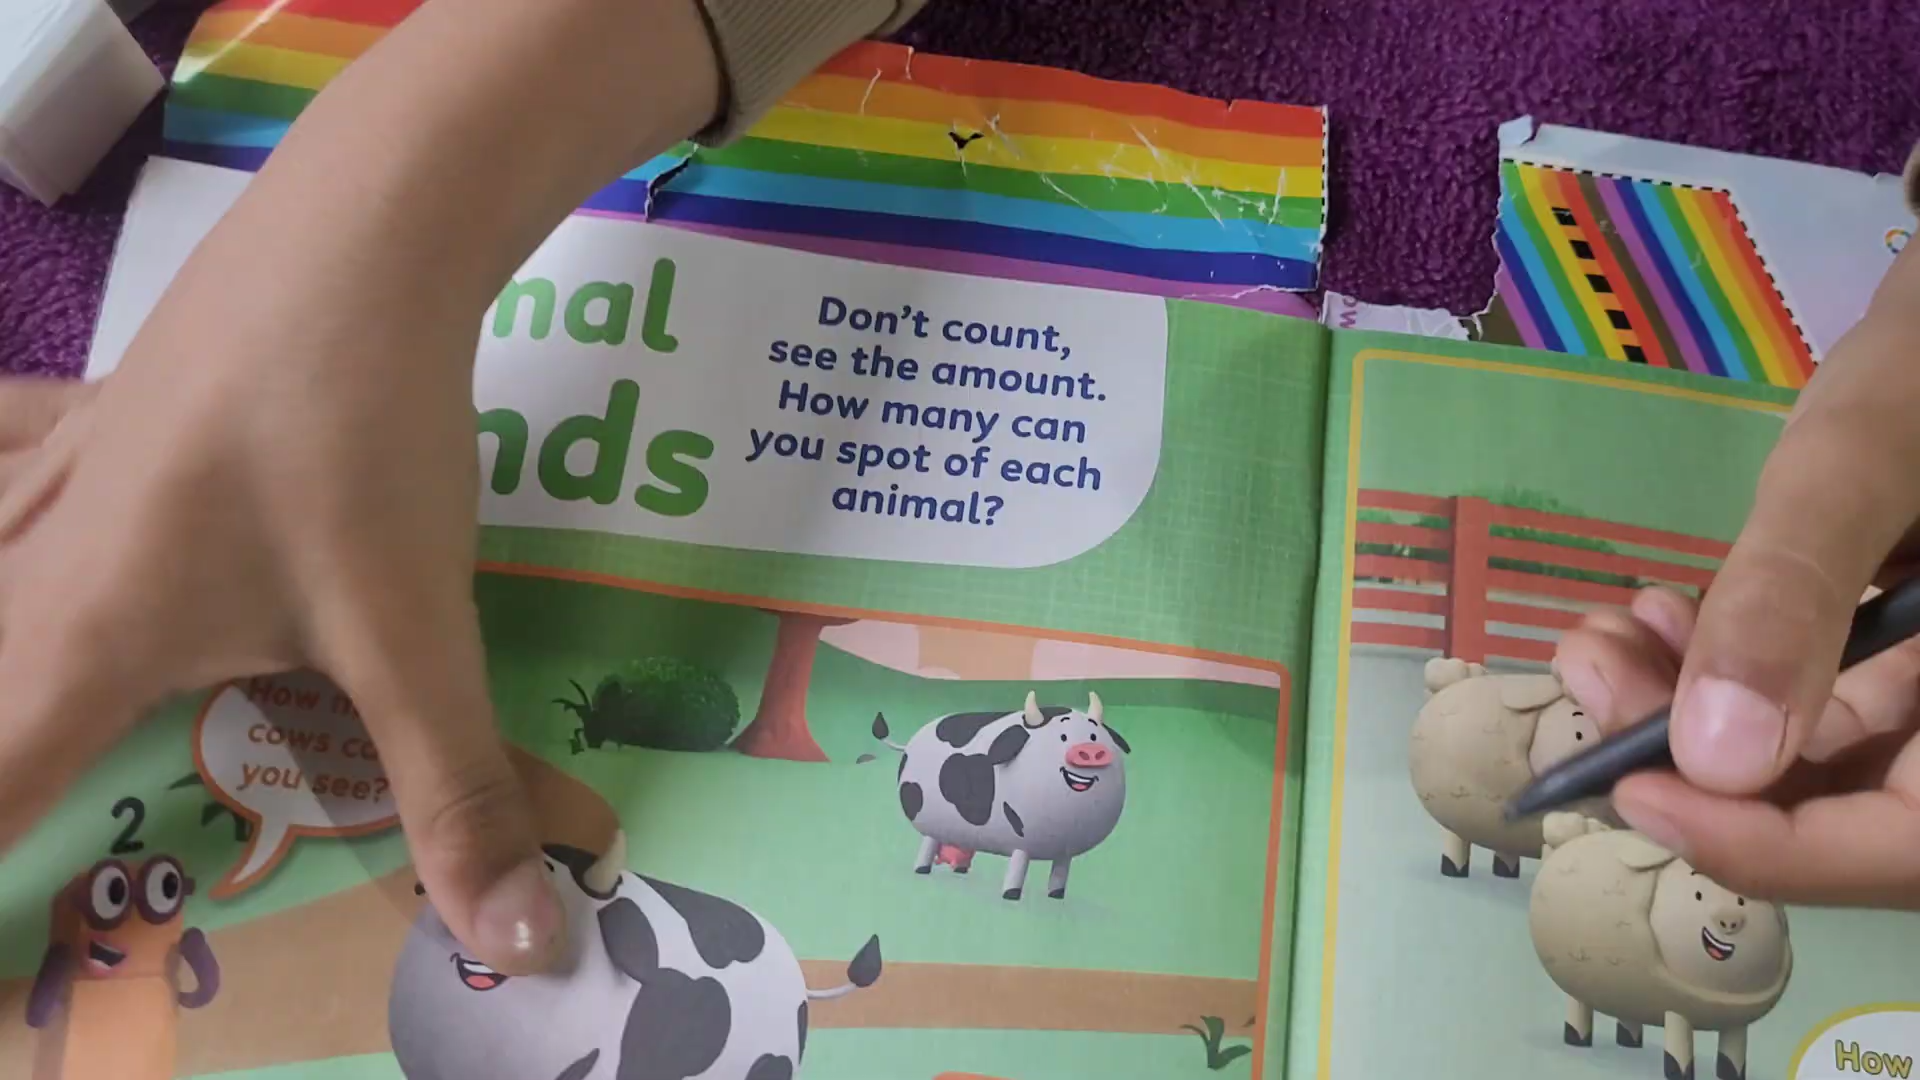 nal
nds
Don't count,
see the amount.
How many can
you spot of each
animal?
How
cows
you see?
2
How